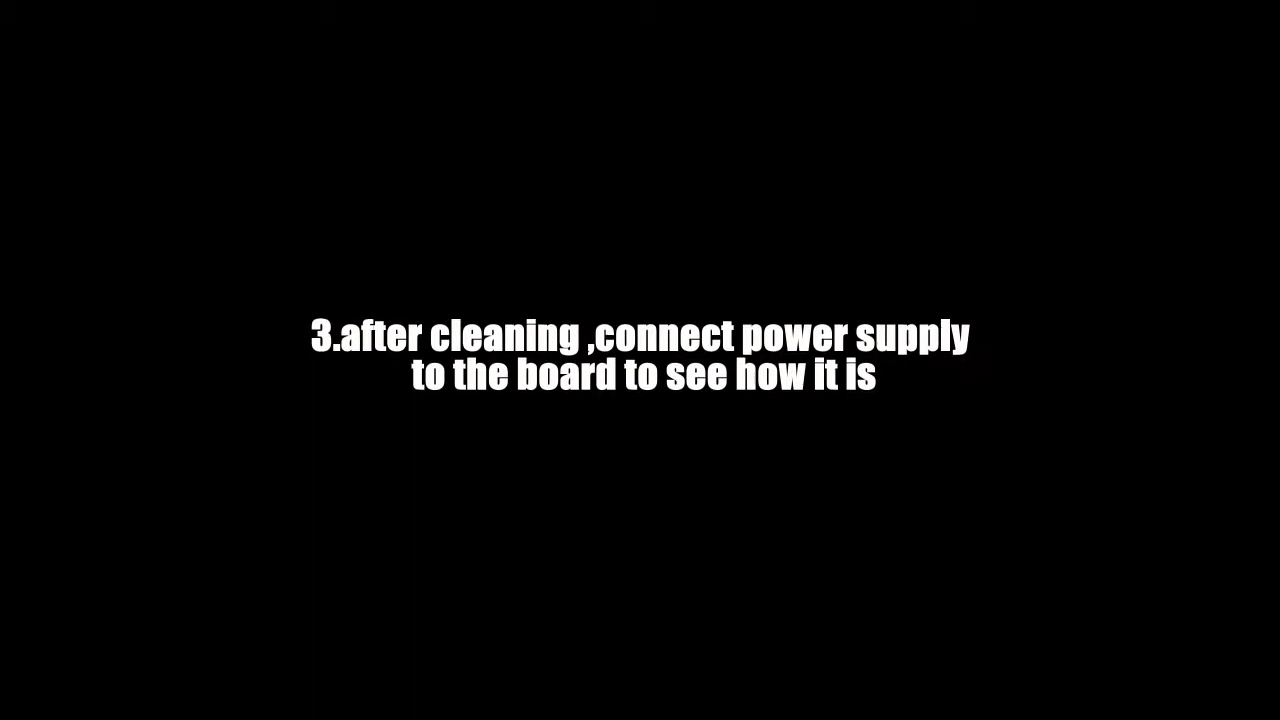 3.after cleaning ,connect power supply
to the board to see how it is